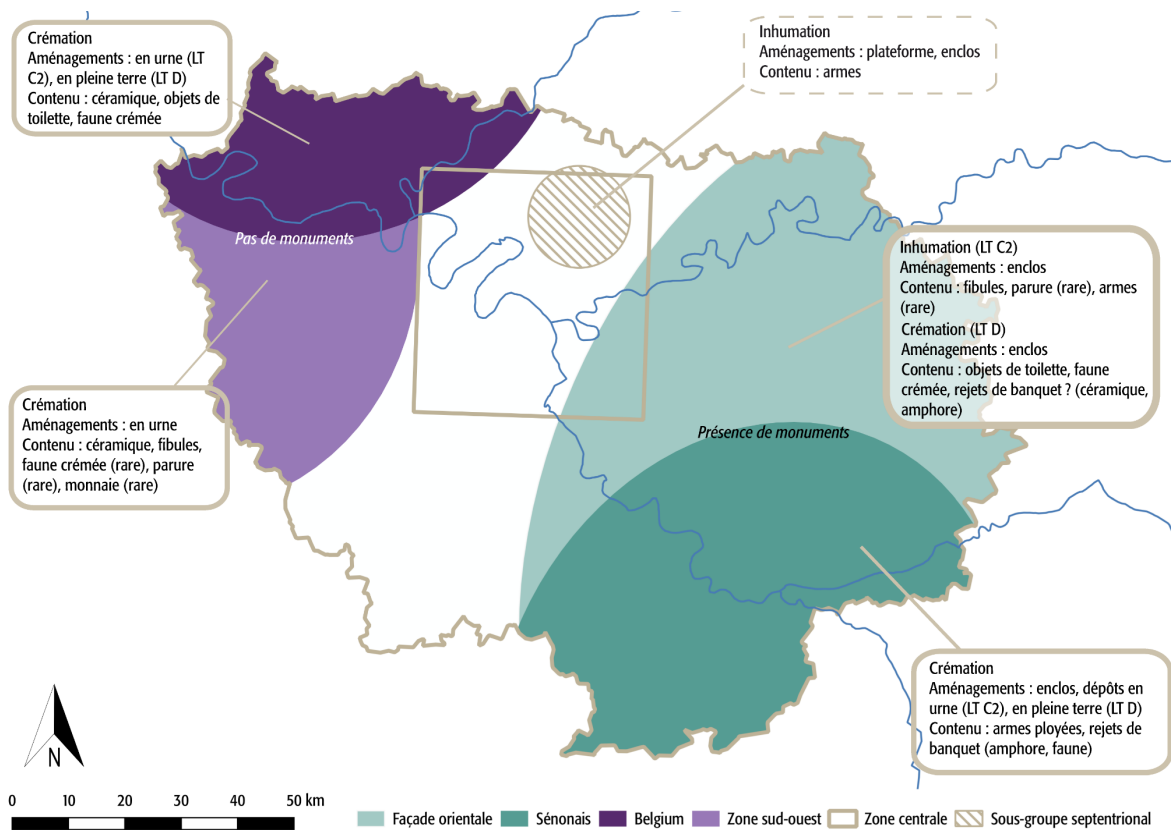 Crémation
Aménagements : en urne (LT
C2), en pleine terre (LT D)
Contenu : céramique, objets de
toilette, faune crémée
Inhumation
Aménagements : plateforme, enclos
Contenu : armes
Pas de monuments
Inhumation (LT C2)
Aménagements : enclos
Contenu : fibules, parure (rare), armes
(rare)
Crémation (LT D)
Aménagements : enclos
Contenu : objets de toilette, faune
crémée, rejets de banquet ? (céramique,
amphore)
Crémation
Aménagements : en urne
Contenu : céramique, fibules,
faune crémée (rare), parure
(rare), monnaie (rare)
Présence de monuments
Crémation
Aménagements : enclos, dépôts en
urne (LT C2), en pleine terre (LT D)
Contenu : armes ployées, rejets de
banquet (amphore, faune)
N
0 10 20 30 40 50 km
Façade orientale Sénonais Belgium Zone sud-ouest Zone centrale Sous-groupe septentrional